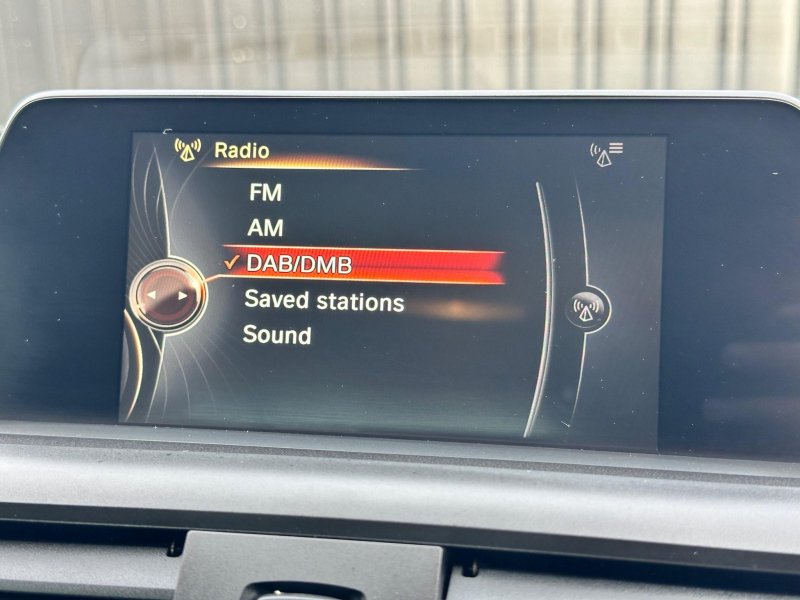 Radio
FM
AM
DAB/DMB
Saved stations
Sound